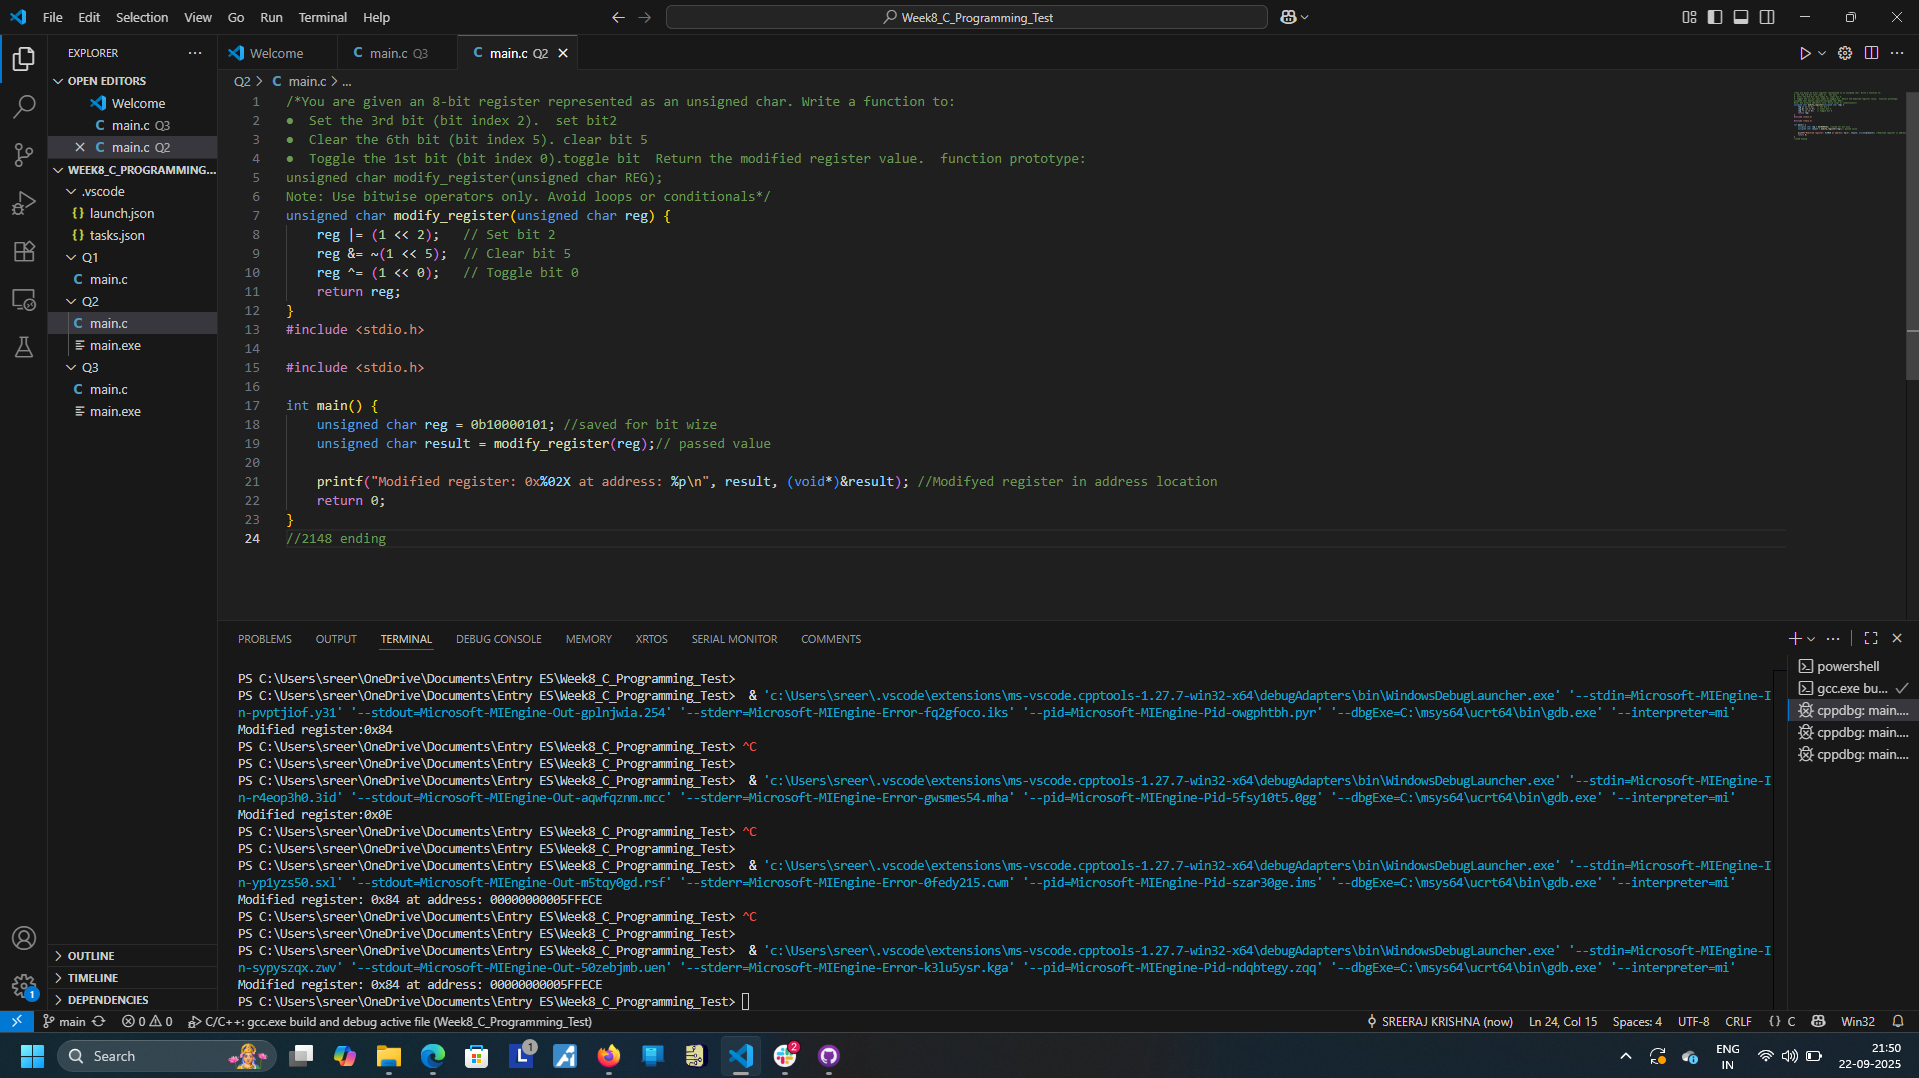 File Edit Selection View Go Run Terminal Help
Week8_C_Programming_Test
EXPLORER
OPEN EDITORS
Welcome
main.c Q3
main.c Q2
WEEK8_C_PROGRAMMING...
.vscode
{} launch.json
{} tasks.json
Q1
C main.c
Q2
C main.c
main.exe
Q3
C main.c
main.exe
OUTLINE
TIMELINE
DEPENDENCIES
Welcome C main.c Q3 C main.c Q2
Q2 > C main.c > ...
1 /*You are given an 8-bit register represented as an unsigned char. Write a function to:
2 ● Set the 3rd bit (bit index 2).  set bit2
3 ● Clear the 6th bit (bit index 5). clear bit 5
4 ● Toggle the 1st bit (bit index 0).toggle bit  Return the modified register value.  function prototype:
5 unsigned char modify_register(unsigned char REG);
6 Note: Use bitwise operators only. Avoid loops or conditionals*/
7 unsigned char modify_register(unsigned char reg) {
8     reg |= (1 << 2);   // Set bit 2
9     reg &= ~(1 << 5);  // Clear bit 5
10     reg ^= (1 << 0);   // Toggle bit 0
11     return reg;
12 }
13 #include <stdio.h>
14
15 #include <stdio.h>
16
17 int main() {
18     unsigned char reg = 0b10000101; //saved for bit wize
19     unsigned char result = modify_register(reg);// passed value
20
21     printf("Modified register: 0x%02X at address: %p\n", result, (void*)&result); //Modifyed register in address location
22     return 0;
23 }
24 //2148 ending
PROBLEMS OUTPUT TERMINAL DEBUG CONSOLE MEMORY XRTOS SERIAL MONITOR COMMENTS
PS C:\Users\sreer\OneDrive\Documents\Entry ES\Week8_C_Programming_Test>
PS C:\Users\sreer\OneDrive\Documents\Entry ES\Week8_C_Programming_Test>  & 'c:\Users\sreer\.vscode\extensions\ms-vscode.cpptools-1.27.7-win32-x64\debugAdapters\bin\WindowsDebugLauncher.exe' '--stdin=Microsoft-MIEngine-I
n-pvptjiof.y31' '--stdout=Microsoft-MIEngine-Out-gplnjwia.254' '--stderr=Microsoft-MIEngine-Error-fq2gfoco.iks' '--pid=Microsoft-MIEngine-Pid-owgphtbh.pyr' '--dbgExe=C:\msys64\ucrt64\bin\gdb.exe' '--interpreter=mi'
Modified register:0x84
PS C:\Users\sreer\OneDrive\Documents\Entry ES\Week8_C_Programming_Test> ^C
PS C:\Users\sreer\OneDrive\Documents\Entry ES\Week8_C_Programming_Test>
PS C:\Users\sreer\OneDrive\Documents\Entry ES\Week8_C_Programming_Test>  & 'c:\Users\sreer\.vscode\extensions\ms-vscode.cpptools-1.27.7-win32-x64\debugAdapters\bin\WindowsDebugLauncher.exe' '--stdin=Microsoft-MIEngine-I
n-r4eop3h0.3id' '--stdout=Microsoft-MIEngine-Out-aqwfqznm.mcc' '--stderr=Microsoft-MIEngine-Error-gwsmes54.mha' '--pid=Microsoft-MIEngine-Pid-5fsy10t5.0gg' '--dbgExe=C:\msys64\ucrt64\bin\gdb.exe' '--interpreter=mi'
Modified register:0x0E
PS C:\Users\sreer\OneDrive\Documents\Entry ES\Week8_C_Programming_Test> ^C
PS C:\Users\sreer\OneDrive\Documents\Entry ES\Week8_C_Programming_Test>
PS C:\Users\sreer\OneDrive\Documents\Entry ES\Week8_C_Programming_Test>  & 'c:\Users\sreer\.vscode\extensions\ms-vscode.cpptools-1.27.7-win32-x64\debugAdapters\bin\WindowsDebugLauncher.exe' '--stdin=Microsoft-MIEngine-I
n-yp1yzs50.sxl' '--stdout=Microsoft-MIEngine-Out-m5tqy0gd.rsf' '--stderr=Microsoft-MIEngine-Error-0fedy215.cwm' '--pid=Microsoft-MIEngine-Pid-szar30ge.ims' '--dbgExe=C:\msys64\ucrt64\bin\gdb.exe' '--interpreter=mi'
Modified register: 0x84 at address: 00000000005FFECE
PS C:\Users\sreer\OneDrive\Documents\Entry ES\Week8_C_Programming_Test> ^C
PS C:\Users\sreer\OneDrive\Documents\Entry ES\Week8_C_Programming_Test>
PS C:\Users\sreer\OneDrive\Documents\Entry ES\Week8_C_Programming_Test>  & 'c:\Users\sreer\.vscode\extensions\ms-vscode.cpptools-1.27.7-win32-x64\debugAdapters\bin\WindowsDebugLauncher.exe' '--stdin=Microsoft-MIEngine-I
n-sypyszqx.zwv' '--stdout=Microsoft-MIEngine-Out-50zebjmb.uen' '--stderr=Microsoft-MIEngine-Error-k3lu5ysr.kga' '--pid=Microsoft-MIEngine-Pid-ndqbtegy.zqq' '--dbgExe=C:\msys64\ucrt64\bin\gdb.exe' '--interpreter=mi'
Modified register: 0x84 at address: 00000000005FFECE
PS C:\Users\sreer\OneDrive\Documents\Entry ES\Week8_C_Programming_Test>
powershell
gcc.exe bu...
cppdbg: main....
cppdbg: main....
cppdbg: main....
1
main 0 0 C/C++: gcc.exe build and debug active file (Week8_C_Programming_Test)
SREERAJ KRISHNA (now) Ln 24, Col 15 Spaces: 4 UTF-8 CRLF {} C Win32
Search
1
2
ENG
IN
21:50
22-09-2025